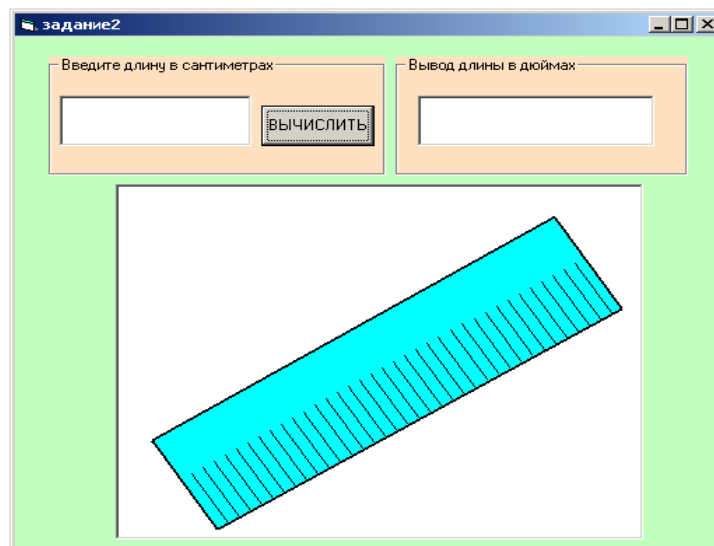 задание2
Введите длину в сантиметрах
Вывод длины в дюймах
ВЫЧИСЛИТЬ